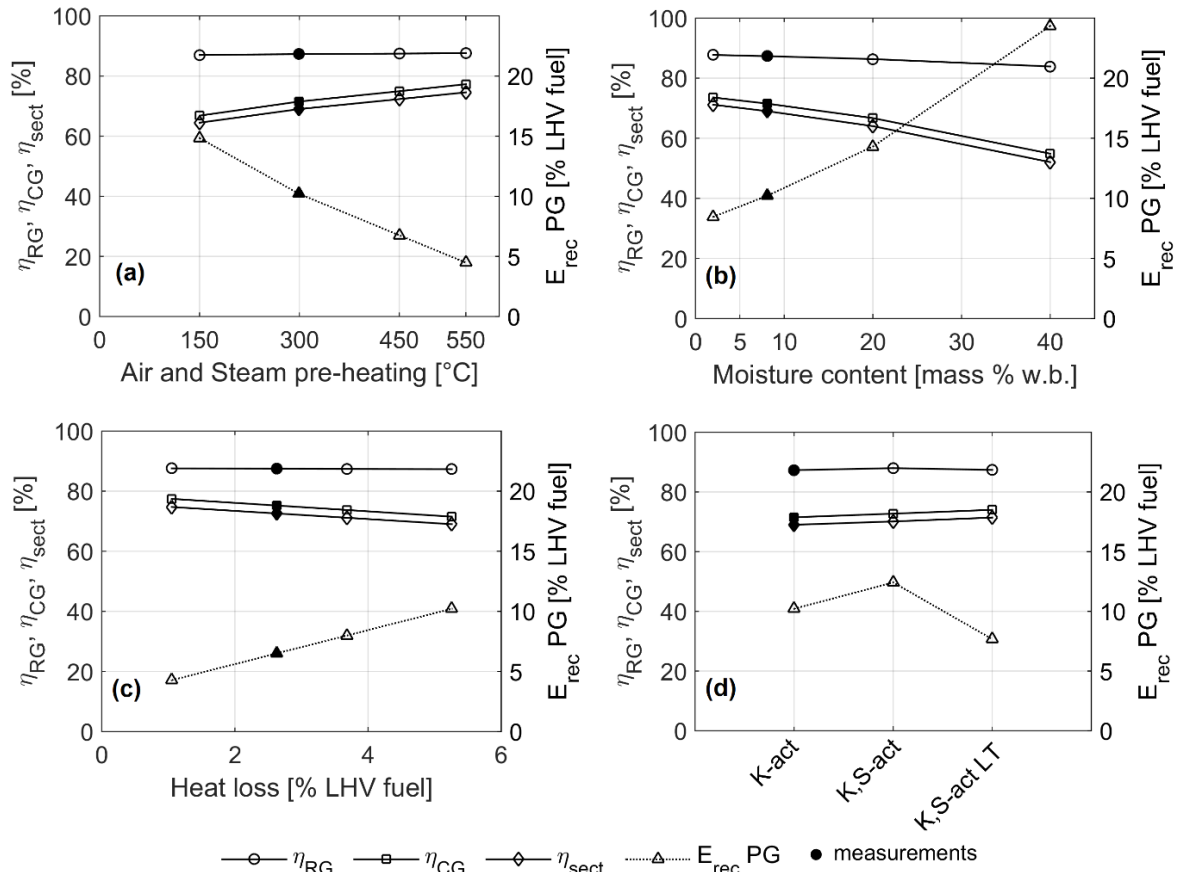 100
80
60
40
20
0
η_RG, η_CG, η_sect [%]
20
15
10
5
0
E_rec PG [% LHV fuel]
(a)
0 150 300 450 550
Air and Steam pre-heating [°C]
100
80
60
40
20
0
η_RG, η_CG, η_sect [%]
20
15
10
5
0
E_rec PG [% LHV fuel]
(b)
0 5 10 20 30 40
Moisture content [mass % w.b.]
100
80
60
40
20
0
η_RG, η_CG, η_sect [%]
20
15
10
5
0
E_rec PG [% LHV fuel]
(c)
0 2 4 6
Heat loss [% LHV fuel]
100
80
60
40
20
0
η_RG, η_CG, η_sect [%]
20
15
10
5
0
E_rec PG [% LHV fuel]
(d)
K-act
K,S-act
K,S-act LT
η_RG η_CG η_sect E_rec PG measurements